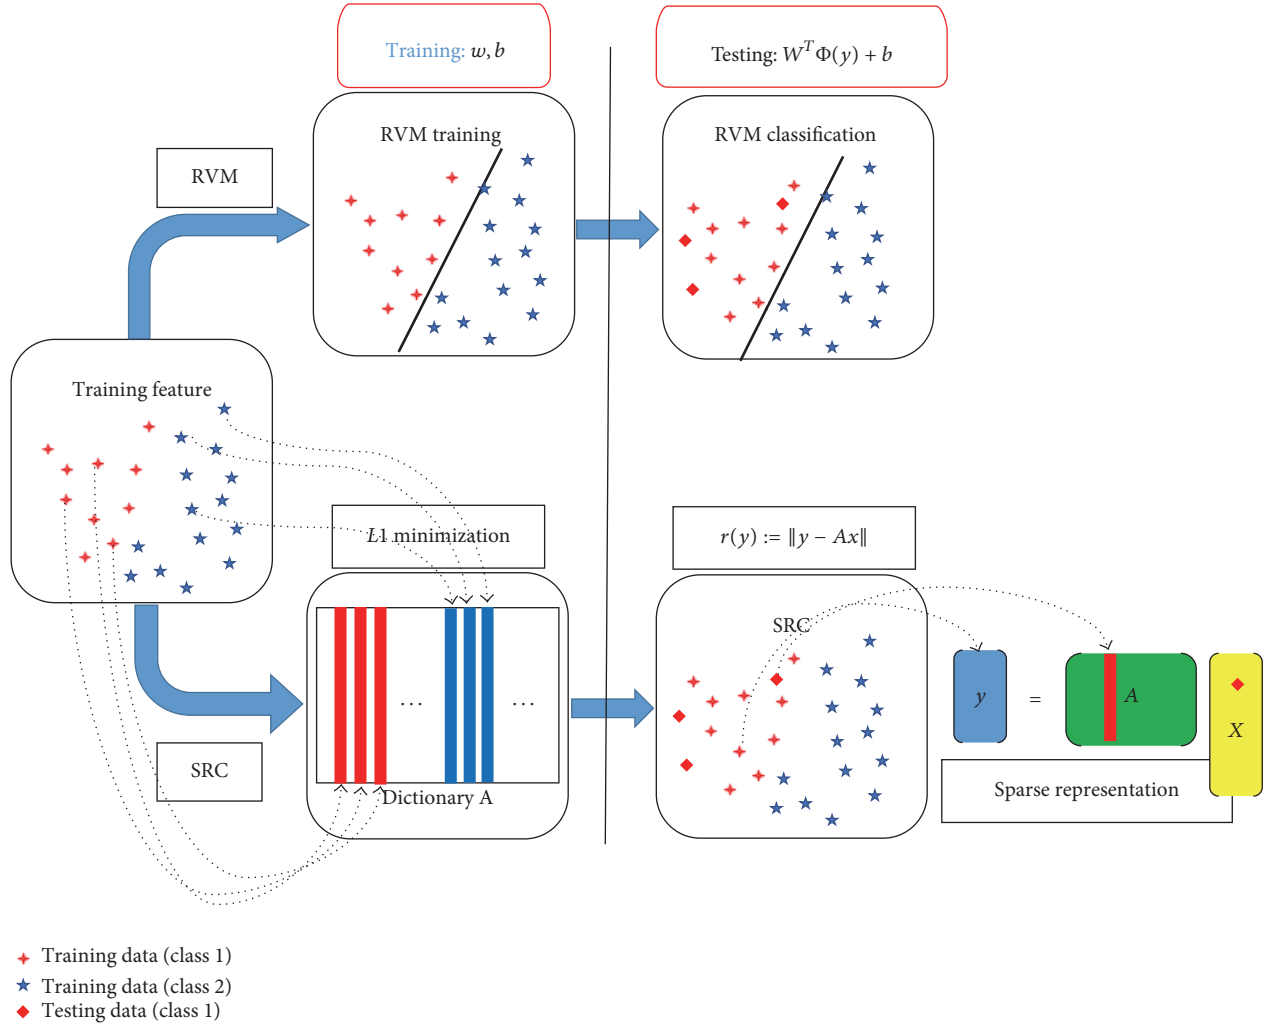 Training: w, b
Testing: W^T Φ(y) + b
RVM training
RVM classification
RVM
Training feature
L1 minimization
r(y) := ‖y − Ax‖
SRC
y
=
A
X
SRC
...
...
Dictionary A
Sparse representation
Training data (class 1)
Training data (class 2)
Testing data (class 1)